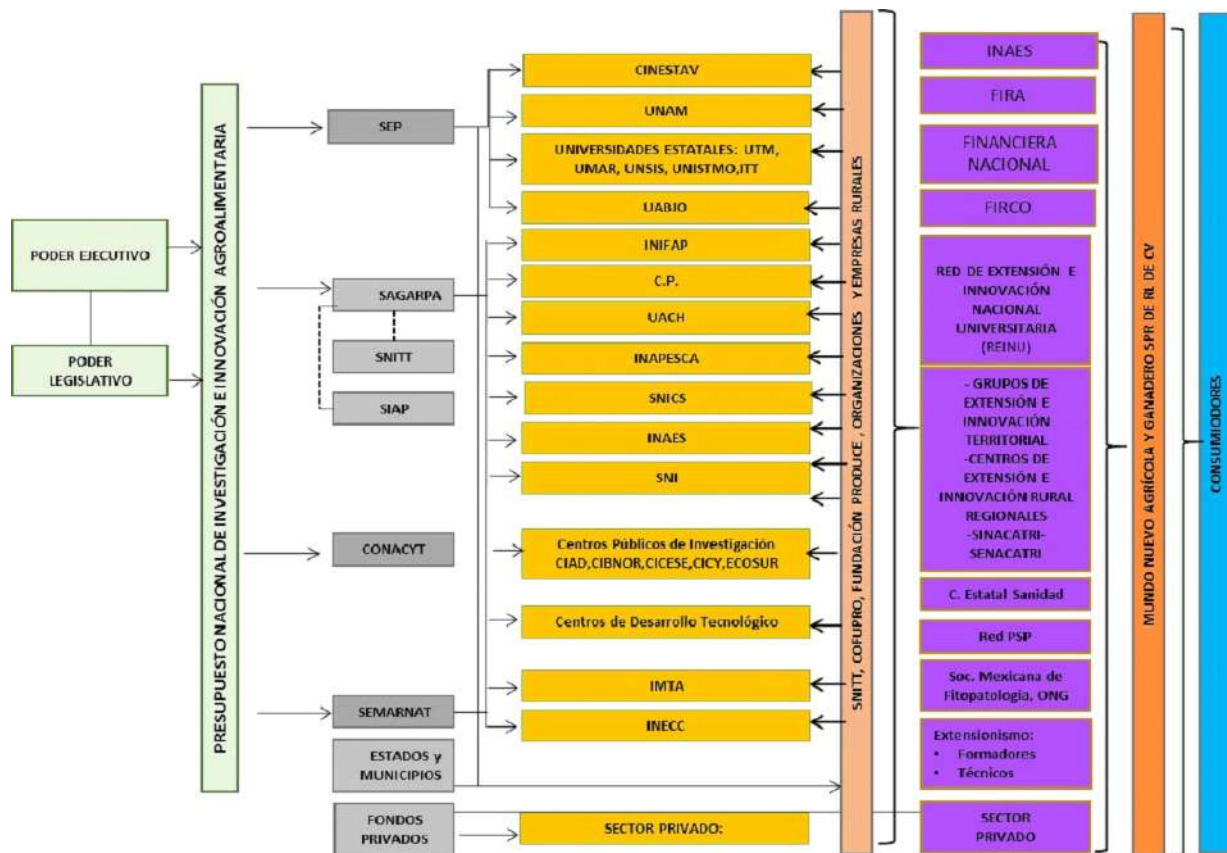 PODER EJECUTIVO
PODER
LEGISLATIVO
PRESUPUESTO NACIONAL DE INVESTIGACIÓN E INNOVACIÓN AGROALIMENTARIA
SEP
SAGARPA
SNITT
SIAP
CONACYT
SEMARNAT
ESTADOS y
MUNICIPIOS
FONDOS
PRIVADOS
CINESTAV
UNAM
UNIVERSIDADES ESTATALES: UTM,
UMAR, UNSIS, UNISTMO,ITT
UABJO
INIFAP
C.P.
UACH
INAPESCA
SNICS
INAES
SNI
Centros Públicos de Investigación
CIAD,CIBNOR,CICESE,CICY,ECOSUR
Centros de Desarrollo Tecnológico
IMTA
INECC
SECTOR PRIVADO:
SNITT, COFUPRO, FUNDACIÓN PRODUCE , ORGANIZACIONES Y EMPRESAS RURALES
INAES
FIRA
FINANCIERA
NACIONAL
FIRCO
RED DE EXTENSIÓN E
INNOVACIÓN
NACIONAL
UNIVERSITARIA
(REINU)
- GRUPOS DE
EXTENSIÓN E
INNOVACIÓN
TERRITORIAL
-CENTROS DE
EXTENSIÓN E
INNOVACIÓN RURAL
REGIONALES
-SINACATRI-
SENACATRI
C. Estatal Sanidad
Red PSP
Soc. Mexicana de
Fitopatología, ONG
Extensionismo:
• Formadores
• Técnicos
SECTOR
PRIVADO
MUNDO NUEVO AGRÍCOLA Y GANADERO SPR DE RL DE CV
CONSUMIODORES